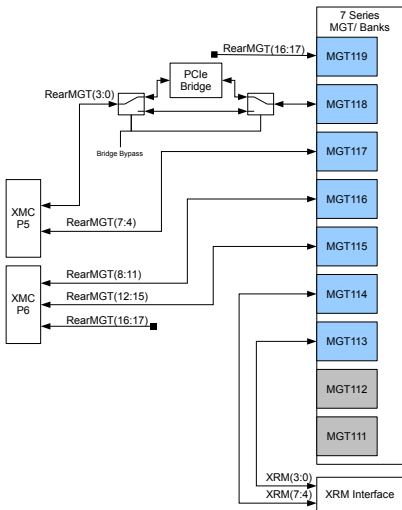 7 Series
MGT/ Banks
RearMGT(16:17)
MGT119
PCIe
Bridge
RearMGT(3:0)
MGT118
Bridge Bypass
MGT117
XMC
P5
RearMGT(7:4)
MGT116
MGT115
XMC
P6
RearMGT(8:11)
RearMGT(12:15)
RearMGT(16:17)
MGT114
MGT113
MGT112
MGT111
XRM(3:0)
XRM(7:4)
XRM Interface